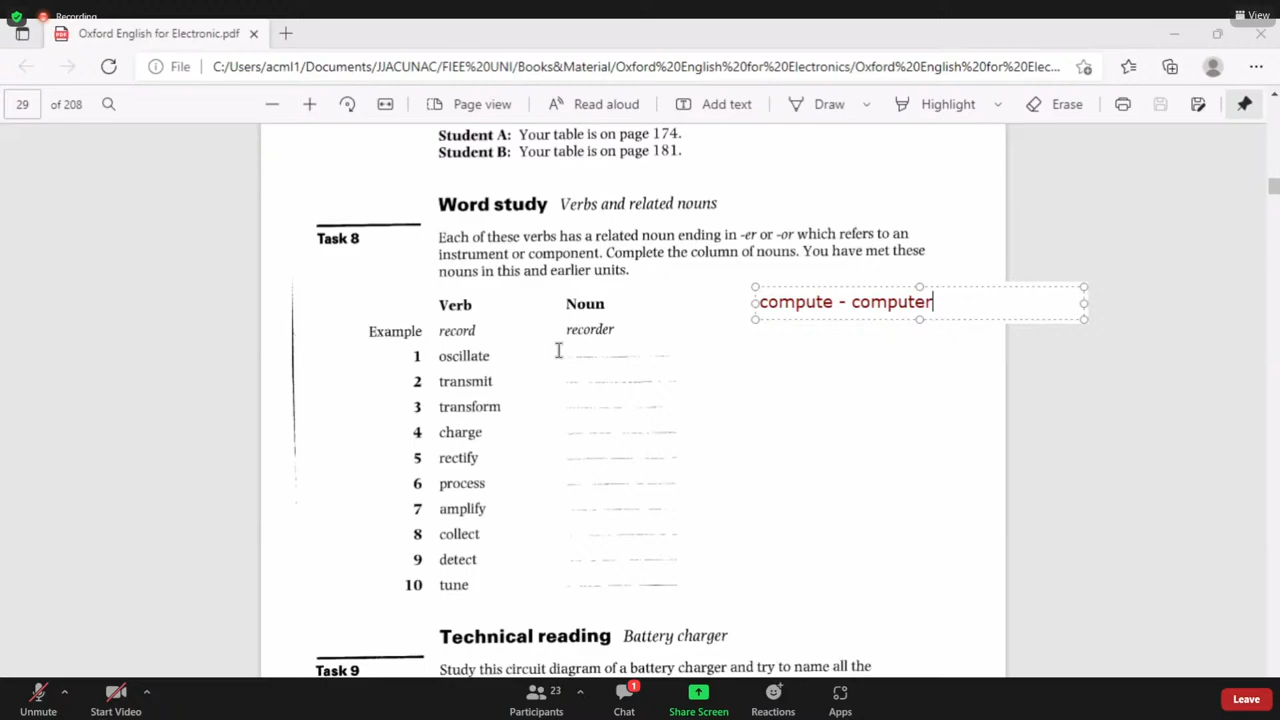 Recording
View
Oxford English for Electronic.pdf
File C:/Users/acml1/Documents/JJACUNAC/FIEE%20UNI/Books&Material/Oxford%20English%20for%20Electronics/Oxford%20English%20for%20Elec...
29 of 208 Page view Read aloud Add text Draw Highlight Erase
Student A: Your table is on page 174.
Student B: Your table is on page 181.
Word study Verbs and related nouns
Task 8 Each of these verbs has a related noun ending in -er or -or which refers to an
instrument or component. Complete the column of nouns. You have met these
nouns in this and earlier units.
compute - computer
Verb Noun
Example record recorder
1 oscillate
2 transmit
3 transform
4 charge
5 rectify
6 process
7 amplify
8 collect
9 detect
10 tune
Technical reading Battery charger
Task 9 Study this circuit diagram of a battery charger and try to name all the
23 1
Unmute Start Video Participants Chat Share Screen Reactions Apps Leave